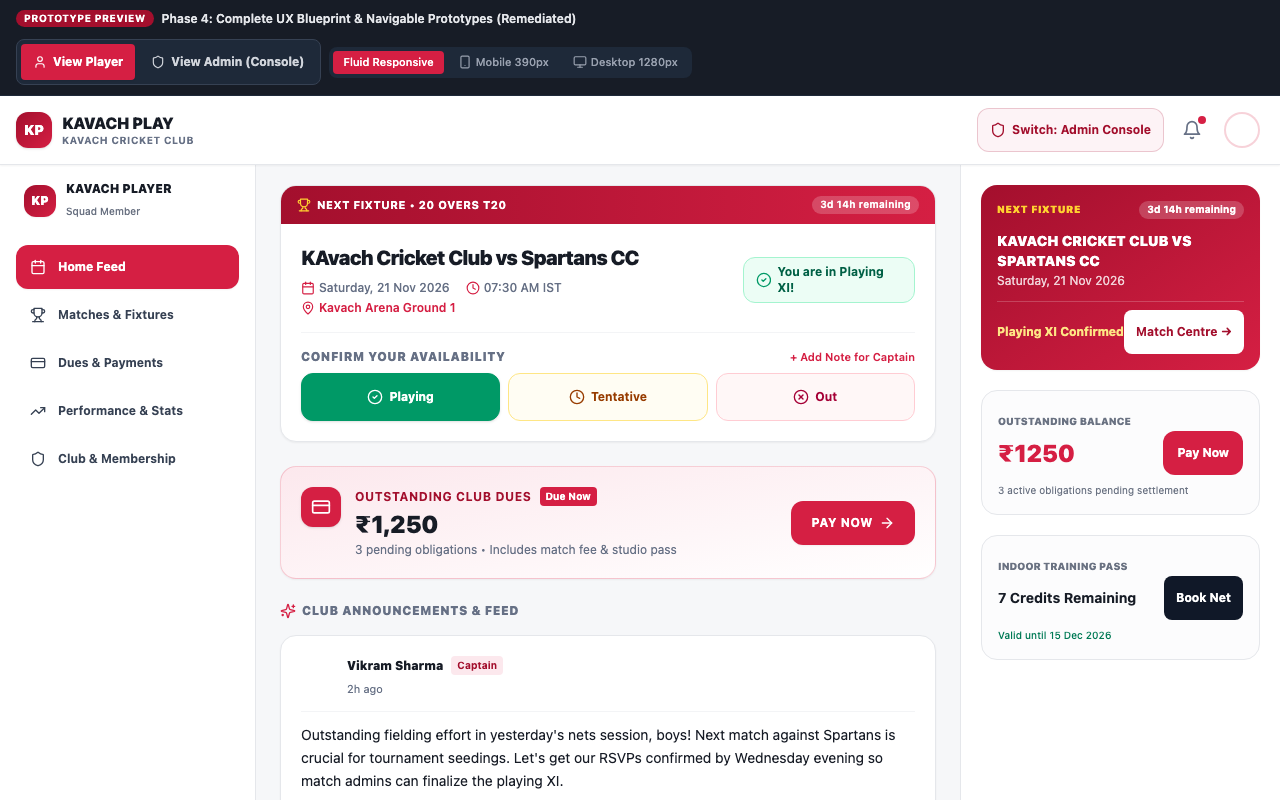 PROTOTYPE PREVIEW Phase 4: Complete UX Blueprint & Navigable Prototypes (Remediated)
View Player View Admin (Console) Fluid Responsive Mobile 390px Desktop 1280px
KP KAVACH PLAY
KAVACH CRICKET CLUB
Switch: Admin Console
KP KAVACH PLAYER
Squad Member
Home Feed
Matches & Fixtures
Dues & Payments
Performance & Stats
Club & Membership
NEXT FIXTURE • 20 OVERS T20 3d 14h remaining
KAvach Cricket Club vs Spartans CC
Saturday, 21 Nov 2026 07:30 AM IST
Kavach Arena Ground 1
You are in Playing
XI!
CONFIRM YOUR AVAILABILITY + Add Note for Captain
Playing Tentative Out
OUTSTANDING CLUB DUES Due Now
₹1,250
3 pending obligations • Includes match fee & studio pass
PAY NOW →
CLUB ANNOUNCEMENTS & FEED
Vikram Sharma Captain
2h ago
Outstanding fielding effort in yesterday's nets session, boys! Next match against Spartans is
crucial for tournament seedings. Let's get our RSVPs confirmed by Wednesday evening so
match admins can finalize the playing XI.
NEXT FIXTURE 3d 14h remaining
KAVACH CRICKET CLUB VS
SPARTANS CC
Saturday, 21 Nov 2026
Playing XI Confirmed Match Centre →
OUTSTANDING BALANCE
₹1250 Pay Now
3 active obligations pending settlement
INDOOR TRAINING PASS
7 Credits Remaining Book Net
Valid until 15 Dec 2026